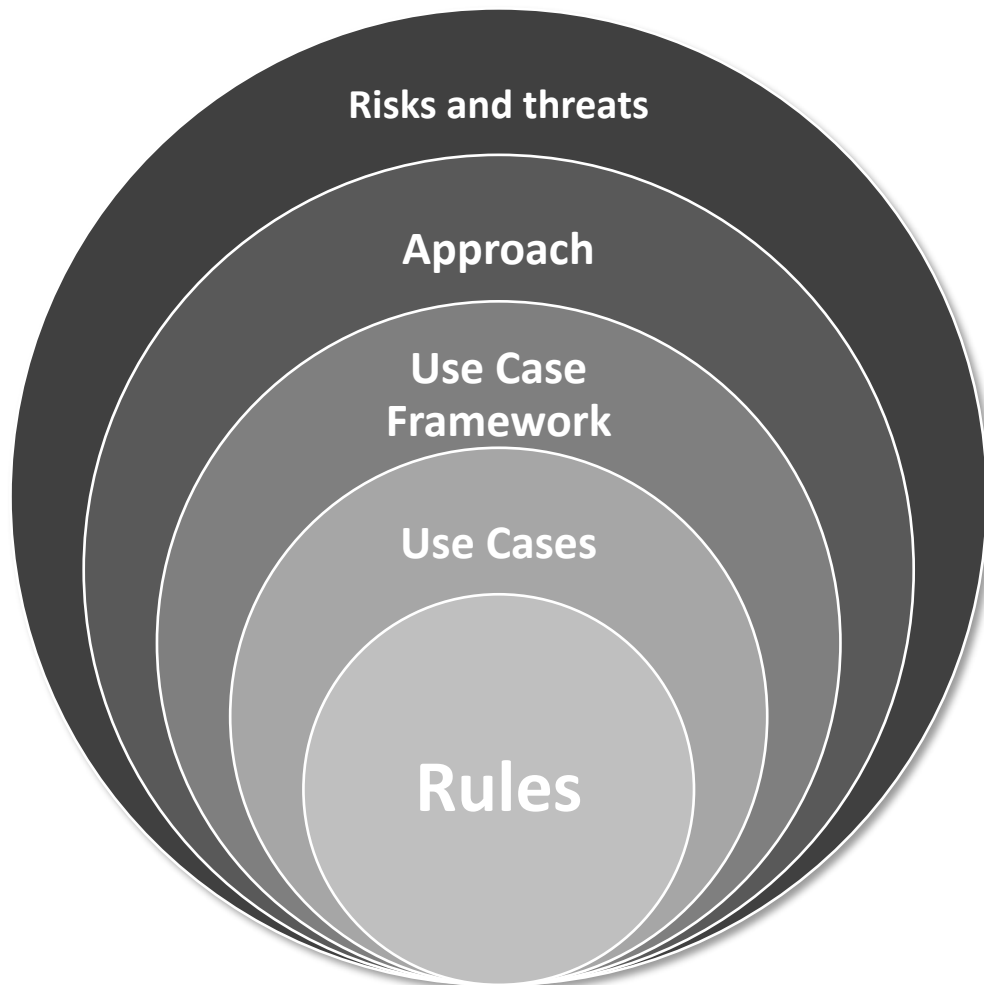 Risks and threats
Approach
Use Case
Framework
Use Cases
Rules